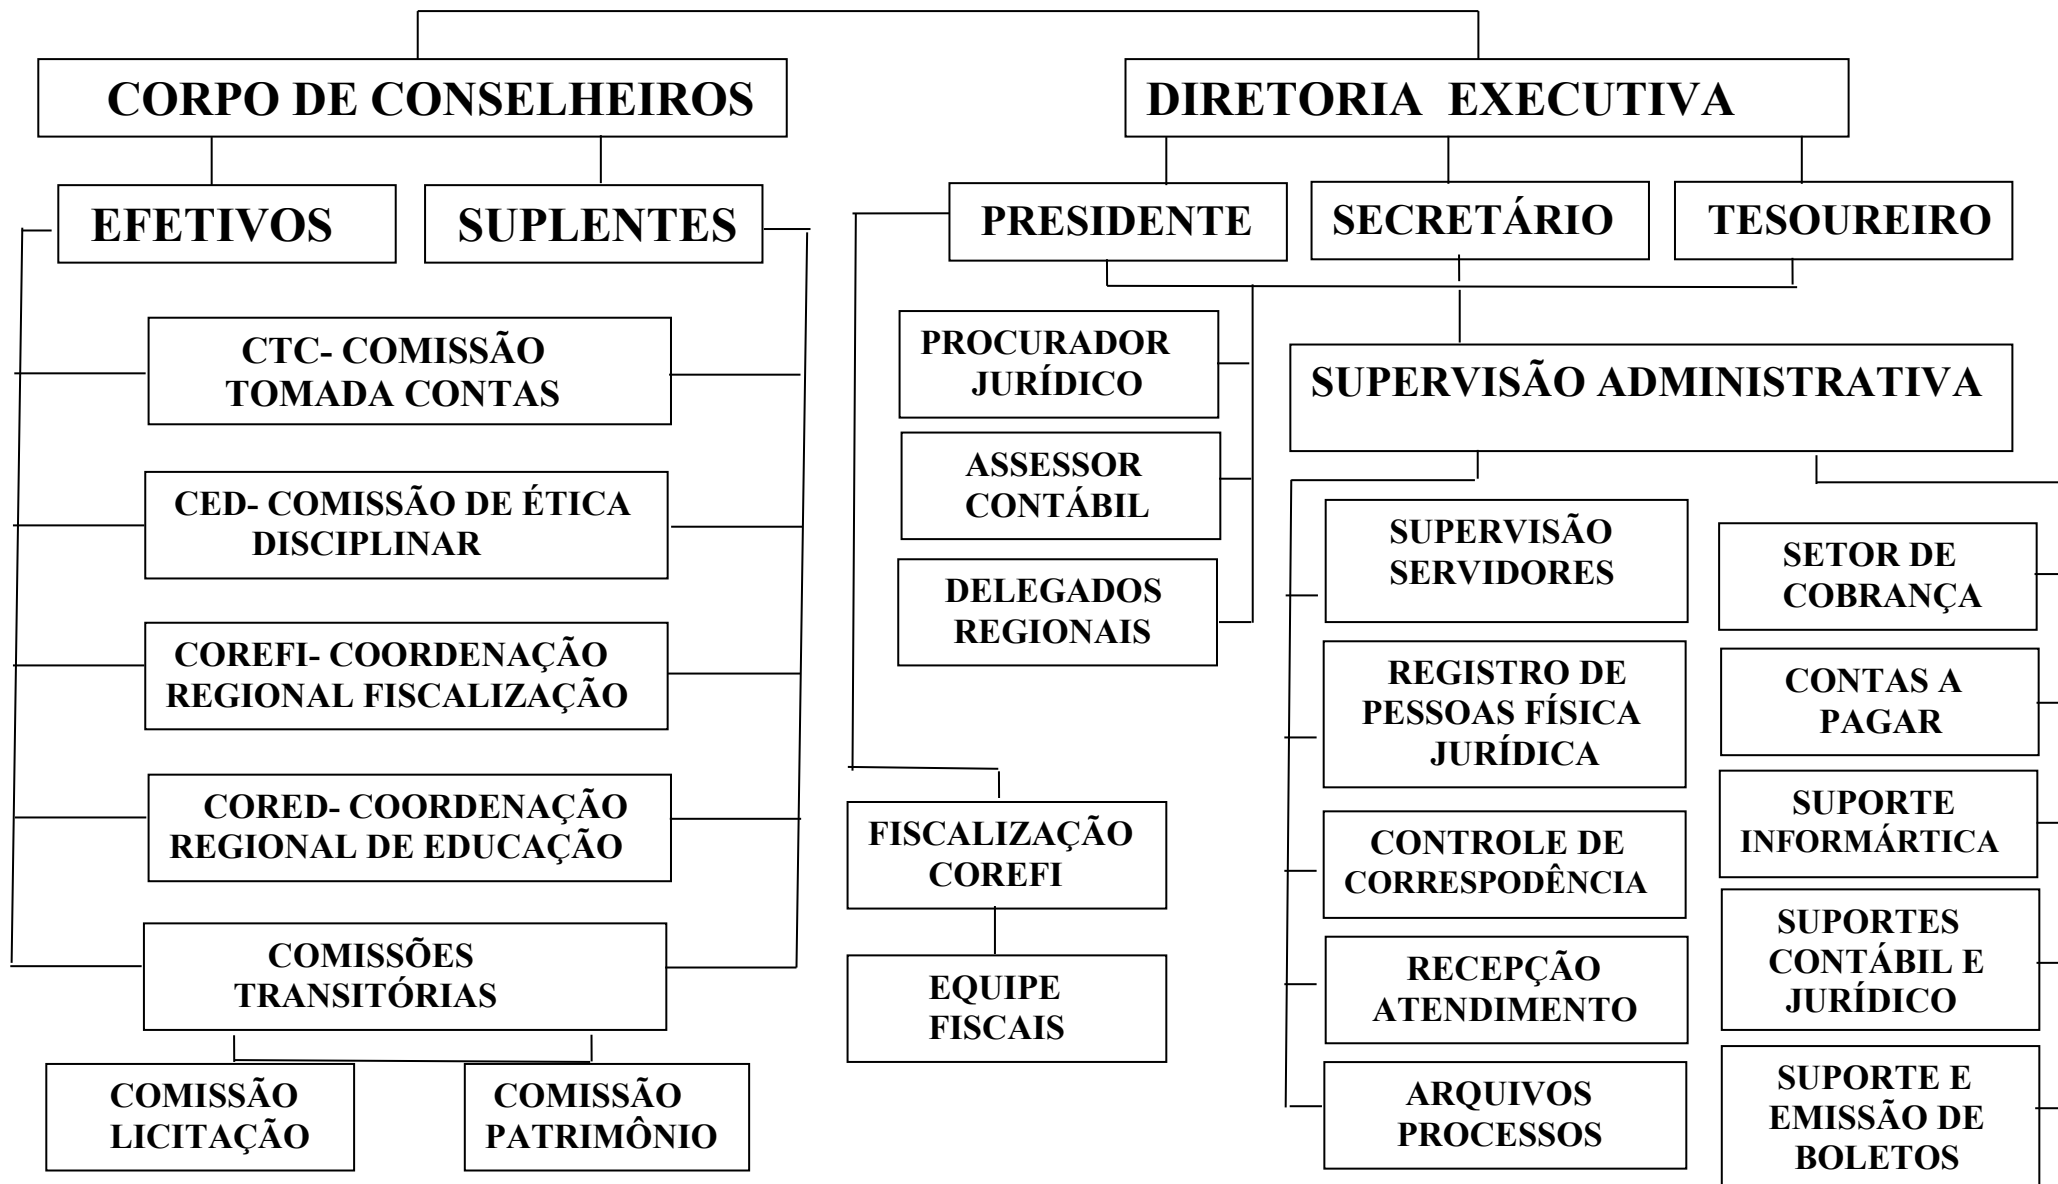 CORPO DE CONSELHEIROS
DIRETORIA EXECUTIVA
EFETIVOS
SUPLENTES
PRESIDENTE
SECRETÁRIO
TESOUREIRO
CTC- COMISSÃO
TOMADA CONTAS
CED- COMISSÃO DE ÉTICA
DISCIPLINAR
COREFI- COORDENAÇÃO
REGIONAL FISCALIZAÇÃO
CORED- COORDENAÇÃO
REGIONAL DE EDUCAÇÃO
COMISSÕES
TRANSITÓRIAS
COMISSÃO
LICITAÇÃO
COMISSÃO
PATRIMÔNIO
PROCURADOR
JURÍDICO
ASSESSOR
CONTÁBIL
DELEGADOS
REGIONAIS
FISCALIZAÇÃO
COREFI
EQUIPE
FISCAIS
SUPERVISÃO ADMINISTRATIVA
SUPERVISÃO
SERVIDORES
REGISTRO DE
PESSOAS FÍSICA
JURÍDICA
CONTROLE DE
CORRESPODÊNCIA
RECEPÇÃO
ATENDIMENTO
ARQUIVOS
PROCESSOS
SETOR DE
COBRANÇA
CONTAS A
PAGAR
SUPORTE
INFORMÁRTICA
SUPORTES
CONTÁBIL E
JURÍDICO
SUPORTE E
EMISSÃO DE
BOLETOS